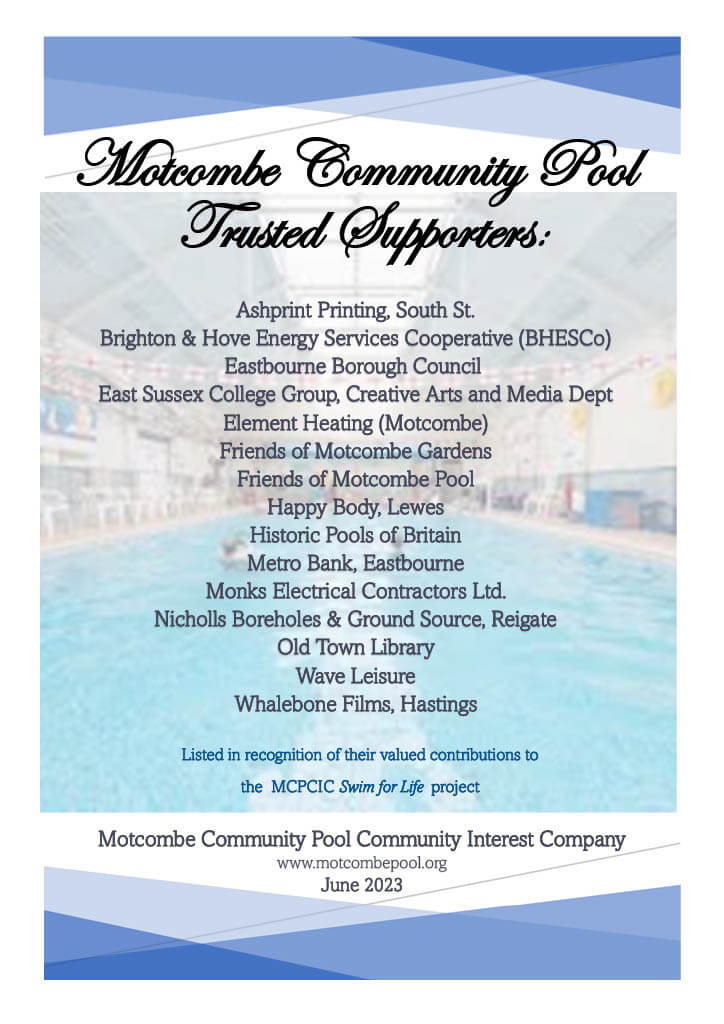 Motcombe Community Pool
Trusted Supporters:
Ashprint Printing, South St.
Brighton & Hove Energy Services Cooperative (BHESCo)
Eastbourne Borough Council
East Sussex College Group, Creative Arts and Media Dept
Element Heating (Motcombe)
Friends of Motcombe Gardens
Friends of Motcombe Pool
Happy Body, Lewes
Historic Pools of Britain
Metro Bank, Eastbourne
Monks Electrical Contractors Ltd.
Nicholls Boreholes & Ground Source, Reigate
Old Town Library
Wave Leisure
Whalebone Films, Hastings
Listed in recognition of their valued contributions to
the MCPCIC Swim for Life project
Motcombe Community Pool Community Interest Company
www.motcombepool.org
June 2023